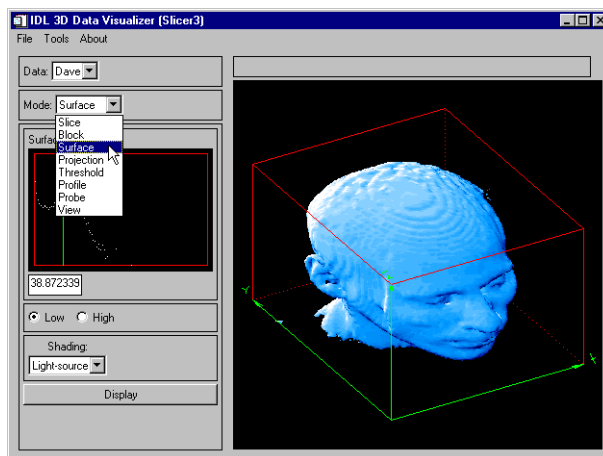 IDL 3D Data Visualizer (Slicer3)
File Tools About
Data: Dave
Mode: Surface
Slice
Block
Surface
Projection
Threshold
Profile
Probe
View
38.872339
Low High
Shading:
Light-source
Display
Y
X